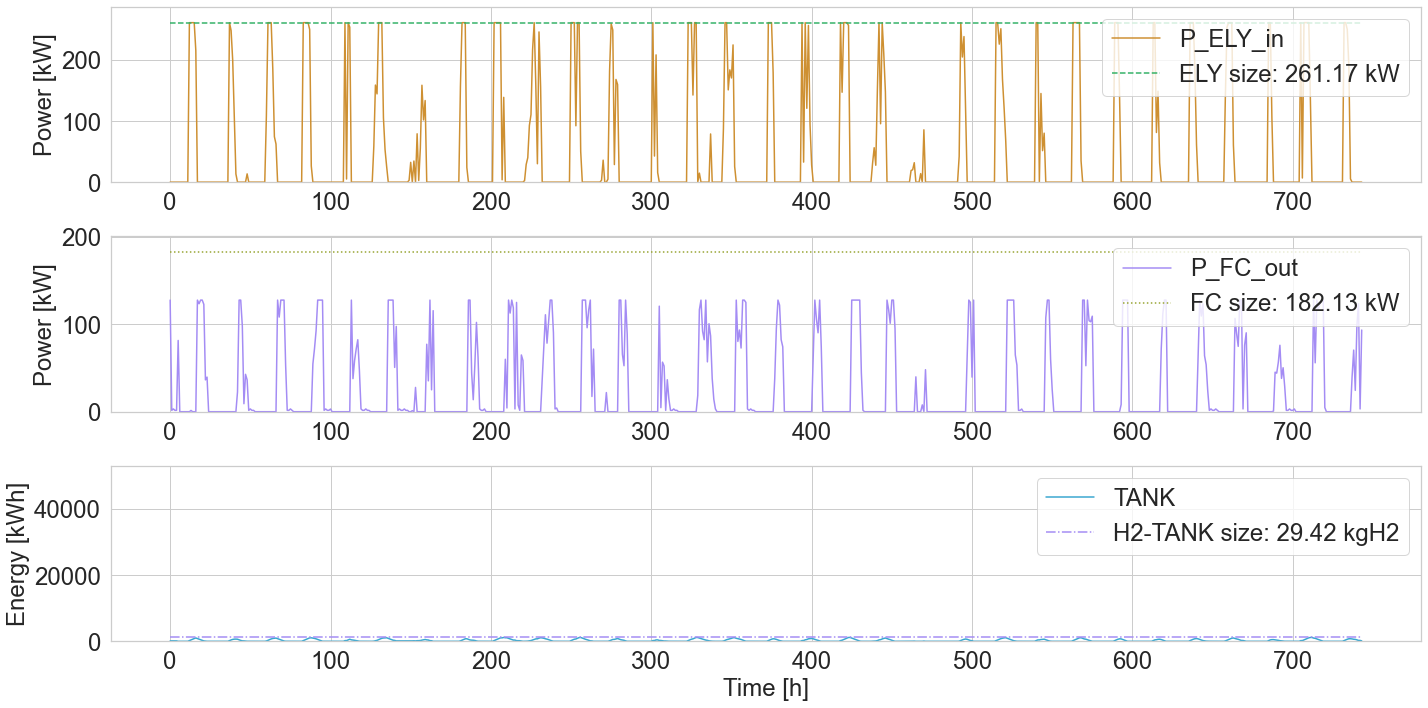 Power [kW]
200
100
0
P_ELY_in
ELY size: 261.17 kW
0 100 200 300 400 500 600 700
Power [kW]
200
100
0
P_FC_out
FC size: 182.13 kW
0 100 200 300 400 500 600 700
Energy [kWh]
40000
20000
0
TANK
H2-TANK size: 29.42 kgH2
0 100 200 300 400 500 600 700
Time [h]